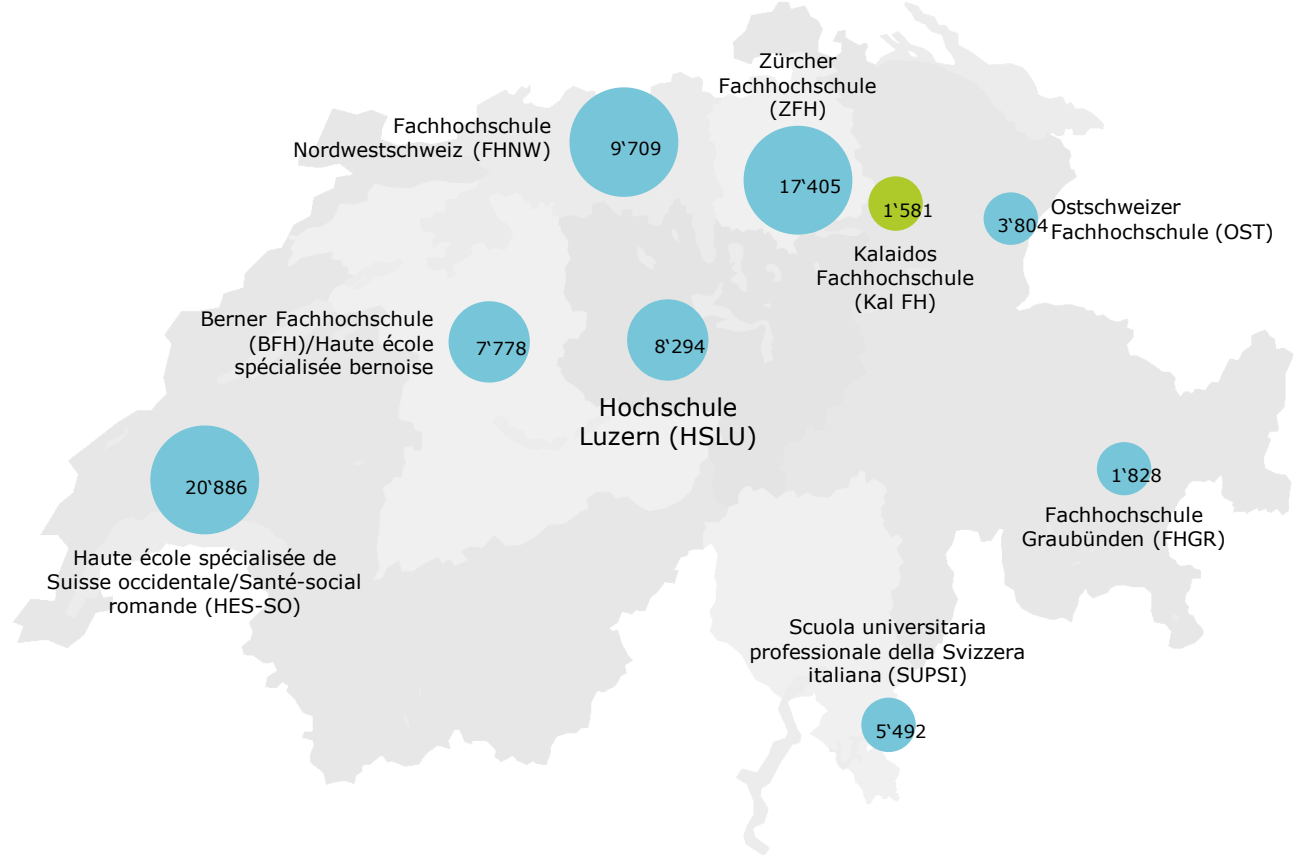 Zürcher
Fachhochschule
(ZFH)
Fachhochschule
Nordwestschweiz (FHNW)
9‘709
17‘405
1‘581
Kalaidos
Fachhochschule
(Kal FH)
3‘804
Ostschweizer
Fachhochschule (OST)
Berner Fachhochschule
(BFH)/Haute école
spécialisée bernoise
7‘778
8‘294
Hochschule
Luzern (HSLU)
20‘886
Haute école spécialisée de
Suisse occidentale/Santé-social
romande (HES-SO)
1‘828
Fachhochschule
Graubünden (FHGR)
Scuola universitaria
professionale della Svizzera
italiana (SUPSI)
5‘492